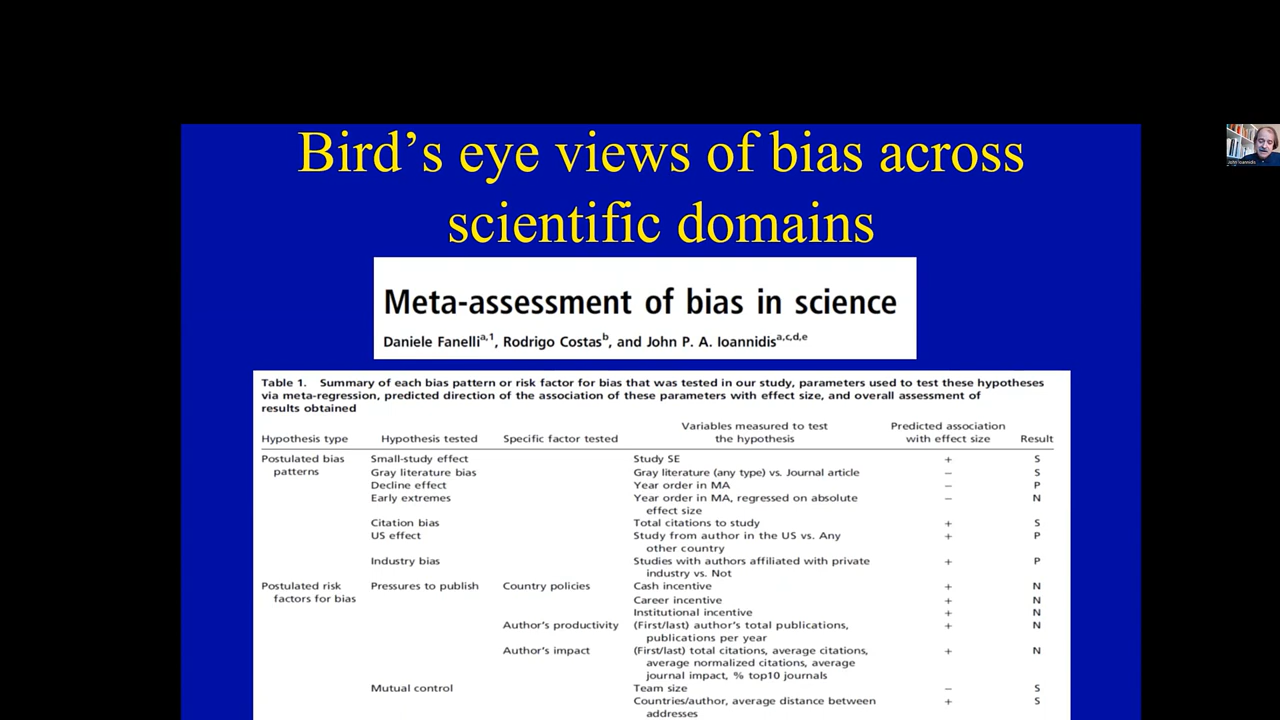 Bird's eye views of bias across
scientific domains
Meta-assessment of bias in science
Daniele Fanelli^a,1, Rodrigo Costas^b, and John P. A. Ioannidis^a,c,d,e
Table 1. Summary of each bias pattern or risk factor for bias that was tested in our study, parameters used to test these hypotheses
via meta-regression, predicted direction of the association of these parameters with effect size, and overall assessment of
results obtained
Variables measured to test Predicted association
Hypothesis type Hypothesis tested Specific factor tested the hypothesis with effect size Result
Postulated bias Small-study effect Study SE + S
patterns Gray literature bias Gray literature (any type) vs. Journal article − S
Decline effect Year order in MA − P
Early extremes Year order in MA, regressed on absolute − N
effect size
Citation bias Total citations to study + S
US effect Study from author in the US vs. Any + P
other country
Industry bias Studies with authors affiliated with private + P
industry vs. Not
Postulated risk Pressures to publish Country policies Cash incentive + N
factors for bias Career incentive + N
Institutional incentive + N
Author's productivity (First/last) author's total publications, + N
publications per year
Author's impact (First/last) total citations, average citations, + N
average normalized citations, average
journal impact, % top10 journals
Mutual control Team size − S
Countries/author, average distance between + S
addresses
John Ioannidis